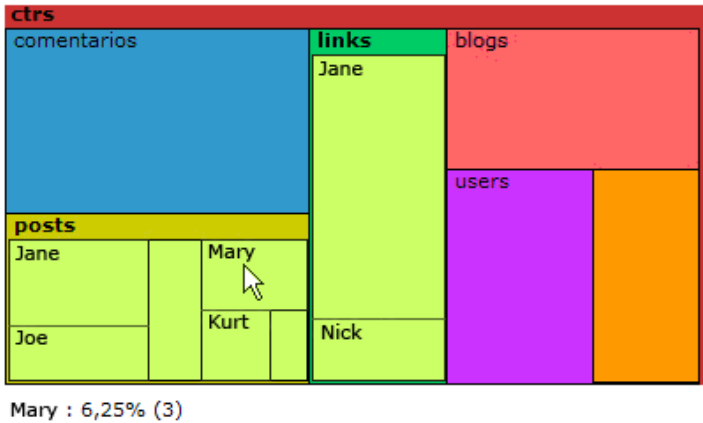 ctrs
comentarios
links
blogs
Jane
users
posts
Jane
Mary
Kurt
Joe
Nick
Mary : 6,25% (3)